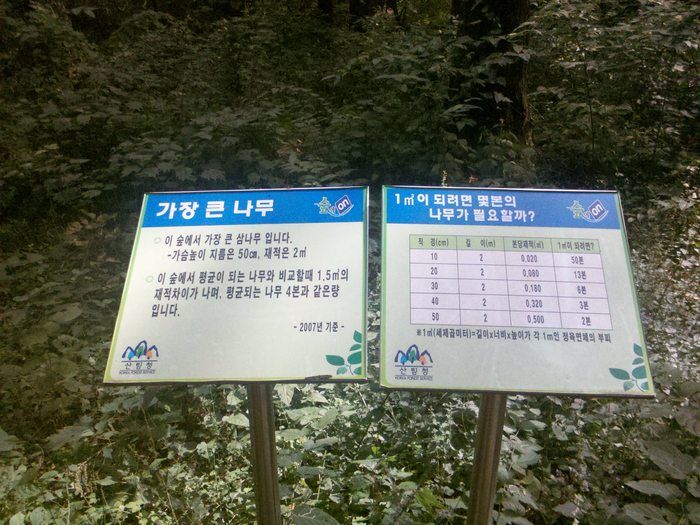 가장 큰 나무
○ 이 숲에서 가장 큰 삼나무 입니다.
-가슴높이 지름은 50㎝, 재적은 2㎥
○ 이 숲에서 평균이 되는 나무와 비교할때 1.5㎥의
재적차이가 나며, 평균되는 나무 4본과 같은량
입니다.
- 2007년 기준 -
산림청
KOREA FOREST SERVICE
1㎥이 되려면 몇본의
나무가 필요할까?
on
직 경(cm) 길 이(m) 본당재적(㎥) 1㎥이 되려면?
10 2 0,020 50본
20 2 0,080 13본
30 2 0,180 6본
40 2 0,320 3본
50 2 0,500 2본
※1㎥(세제곱미터)=길이x너비x높이가 각 1m인 정육면체의 부피
산림청
KOREA FOREST SERVICE